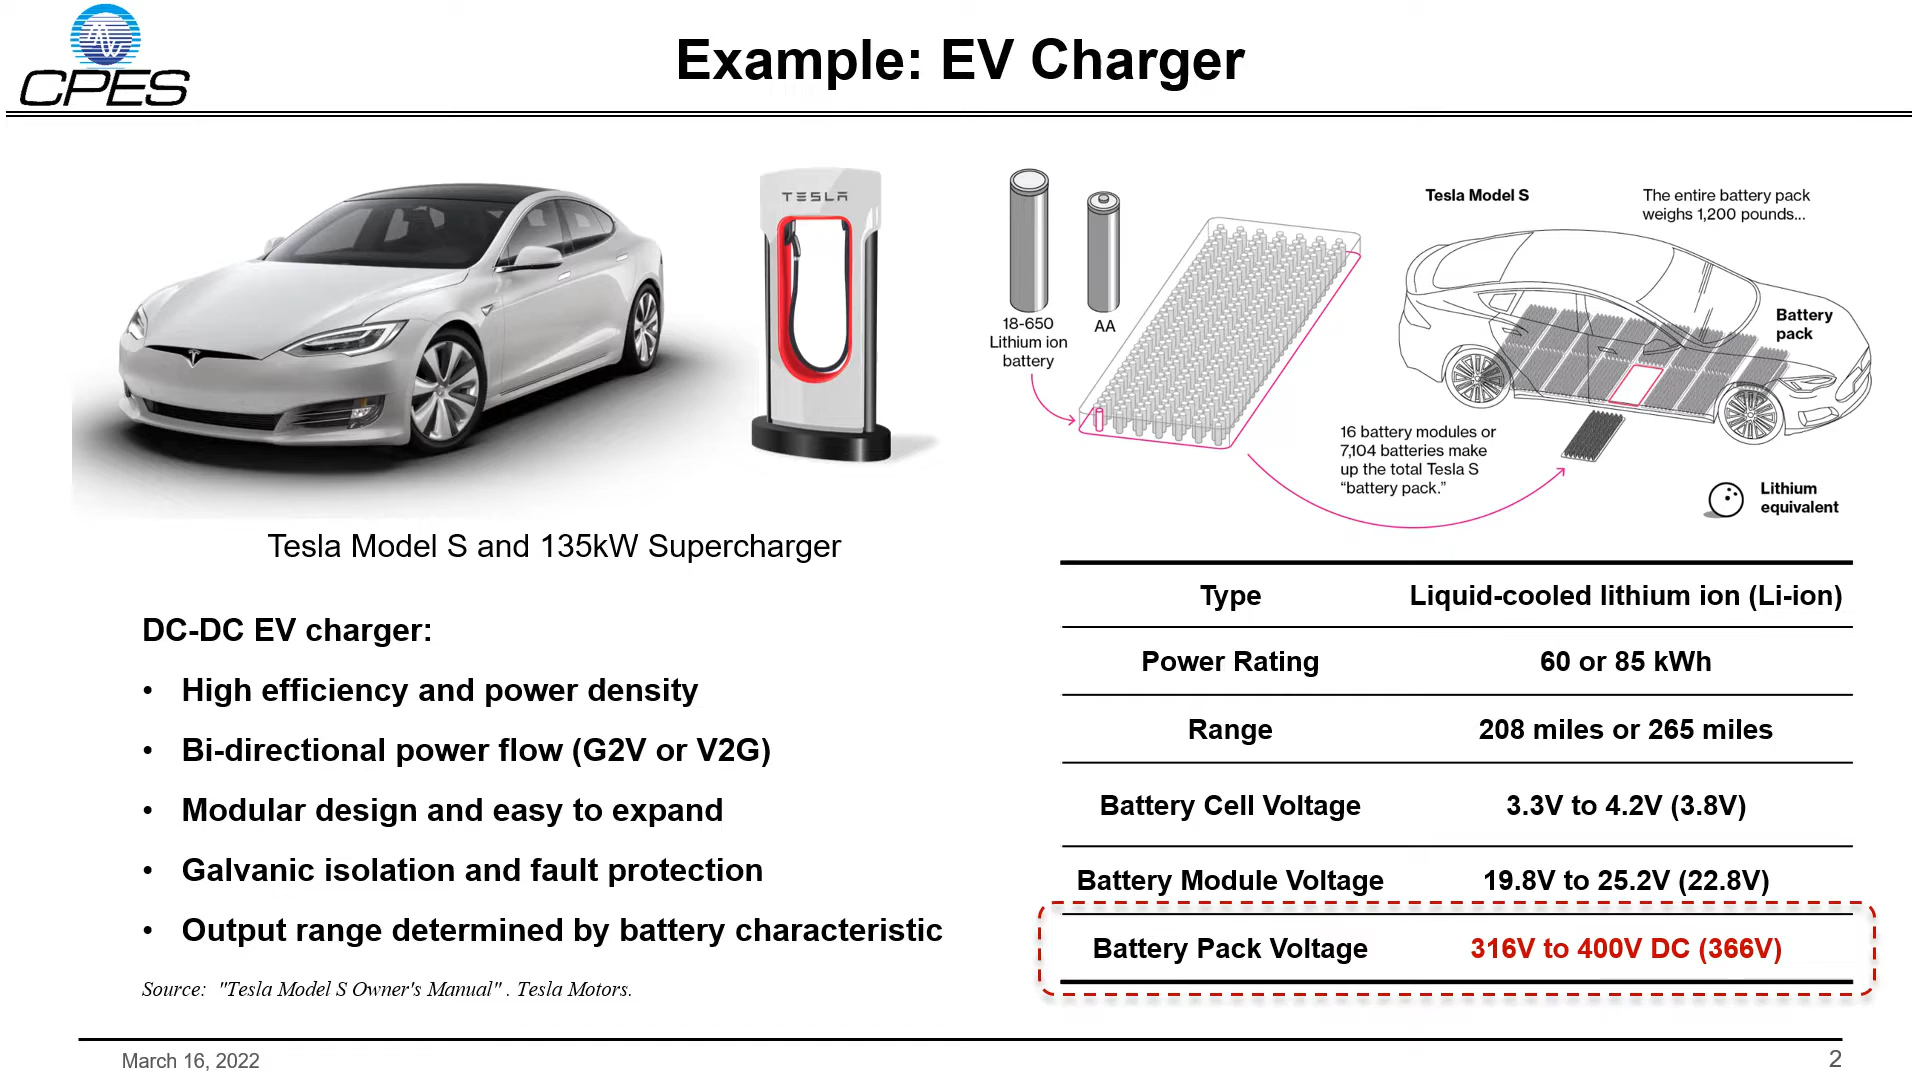 CPES
Example: EV Charger
TESLA
18-650
Lithium ion
battery
AA
Tesla Model S
The entire battery pack
weighs 1,200 pounds...
Battery
pack
16 battery modules or
7,104 batteries make
up the total Tesla S
“battery pack.”
Lithium
equivalent
Tesla Model S and 135kW Supercharger
DC-DC EV charger:
• High efficiency and power density
• Bi-directional power flow (G2V or V2G)
• Modular design and easy to expand
• Galvanic isolation and fault protection
• Output range determined by battery characteristic
Source: "Tesla Model S Owner's Manual" . Tesla Motors.
Type Liquid-cooled lithium ion (Li-ion)
Power Rating 60 or 85 kWh
Range 208 miles or 265 miles
Battery Cell Voltage 3.3V to 4.2V (3.8V)
Battery Module Voltage 19.8V to 25.2V (22.8V)
Battery Pack Voltage 316V to 400V DC (366V)
March 16, 2022
2